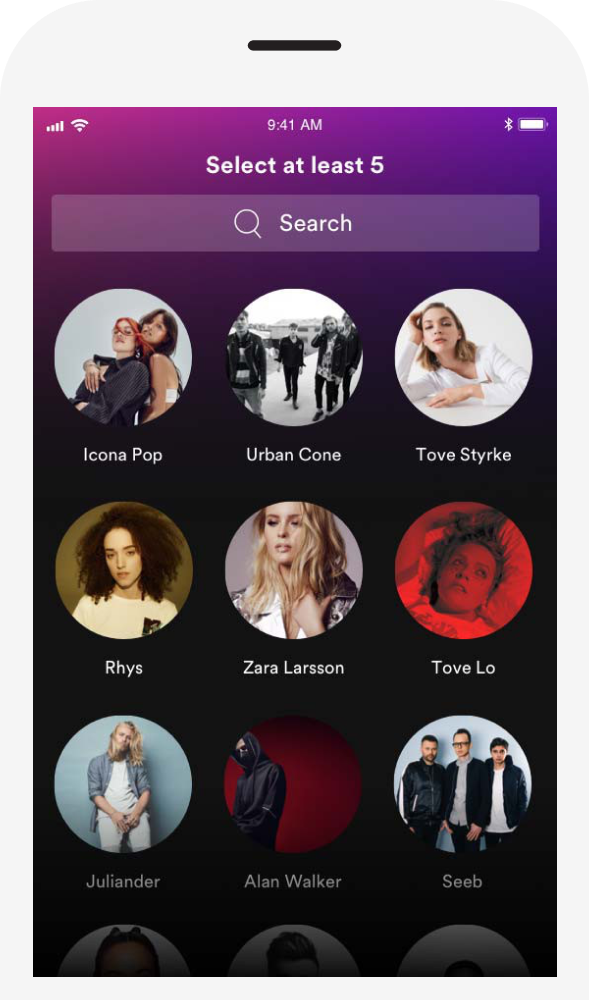 9:41 AM
Select at least 5
Search
Icona Pop
Urban Cone
Tove Styrke
Rhys
Zara Larsson
Tove Lo
Juliander
Alan Walker
Seeb